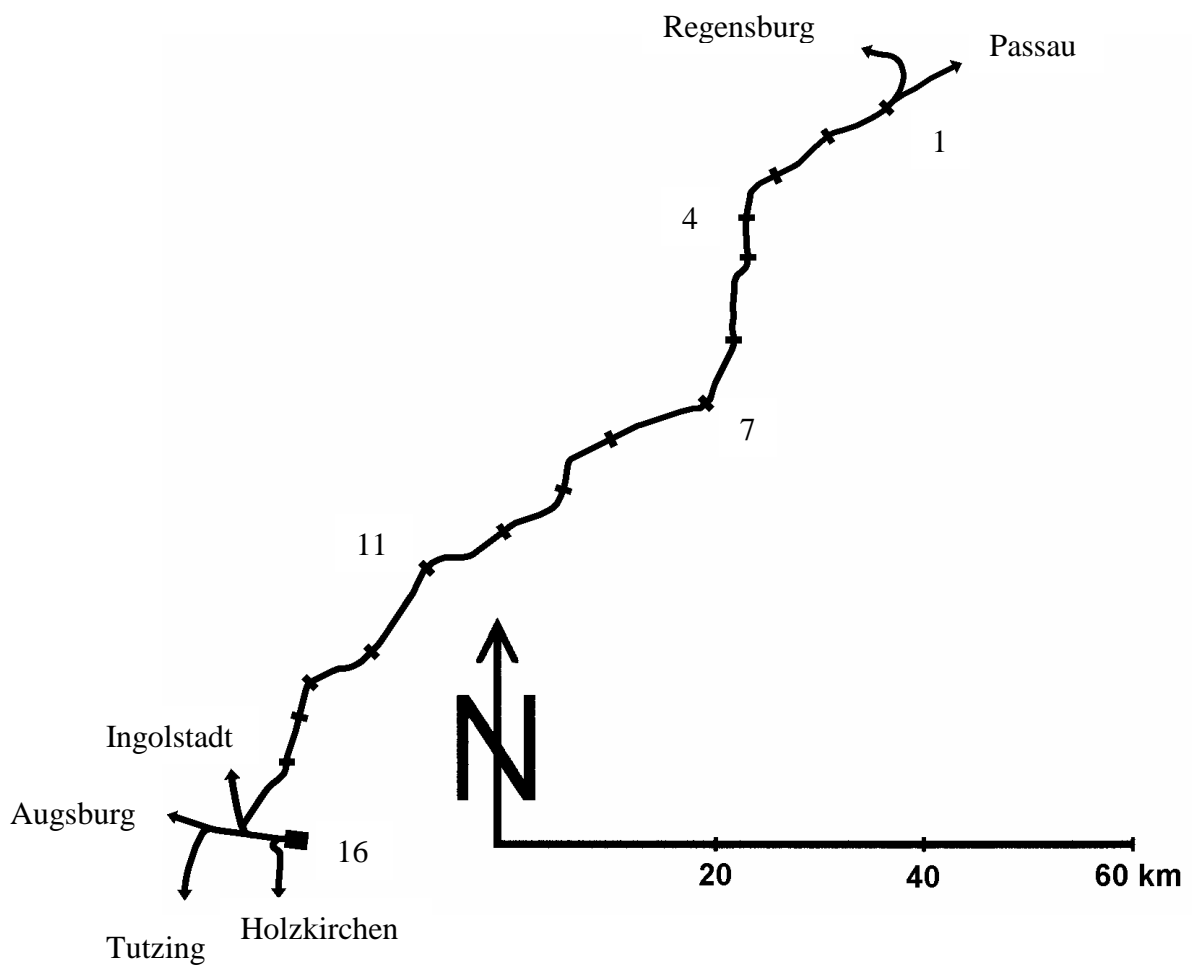 Regensburg
Passau
1
4
7
11
N
Ingolstadt
Augsburg
16
20 40 60 km
Holzkirchen
Tutzing